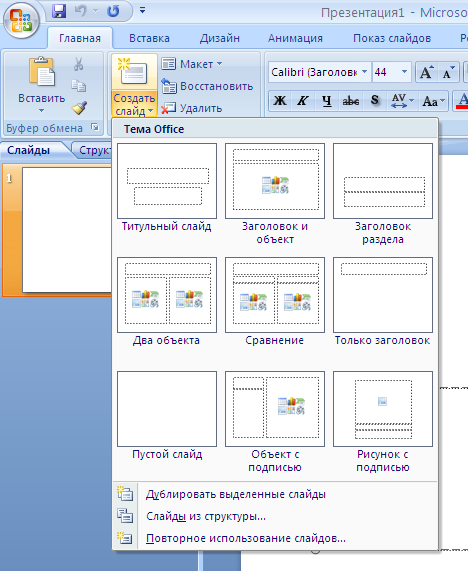 Презентация1 - Microso
Главная Вставка Дизайн Анимация Показ слайдов
Вставить
Буфер обмена
Создать слайд
Макет
Восстановить
Удалить
Calibri (Заголовк 44 A A
Ж К Ч abc S AV Aa А
Слайды Структ
1
Тема Office
Титульный слайд
Заголовок и объект
Заголовок раздела
Два объекта
Сравнение
Только заголовок
Пустой слайд
Объект с подписью
Рисунок с подписью
Дублировать выделенные слайды
Слайды из структуры...
Повторное использование слайдов...